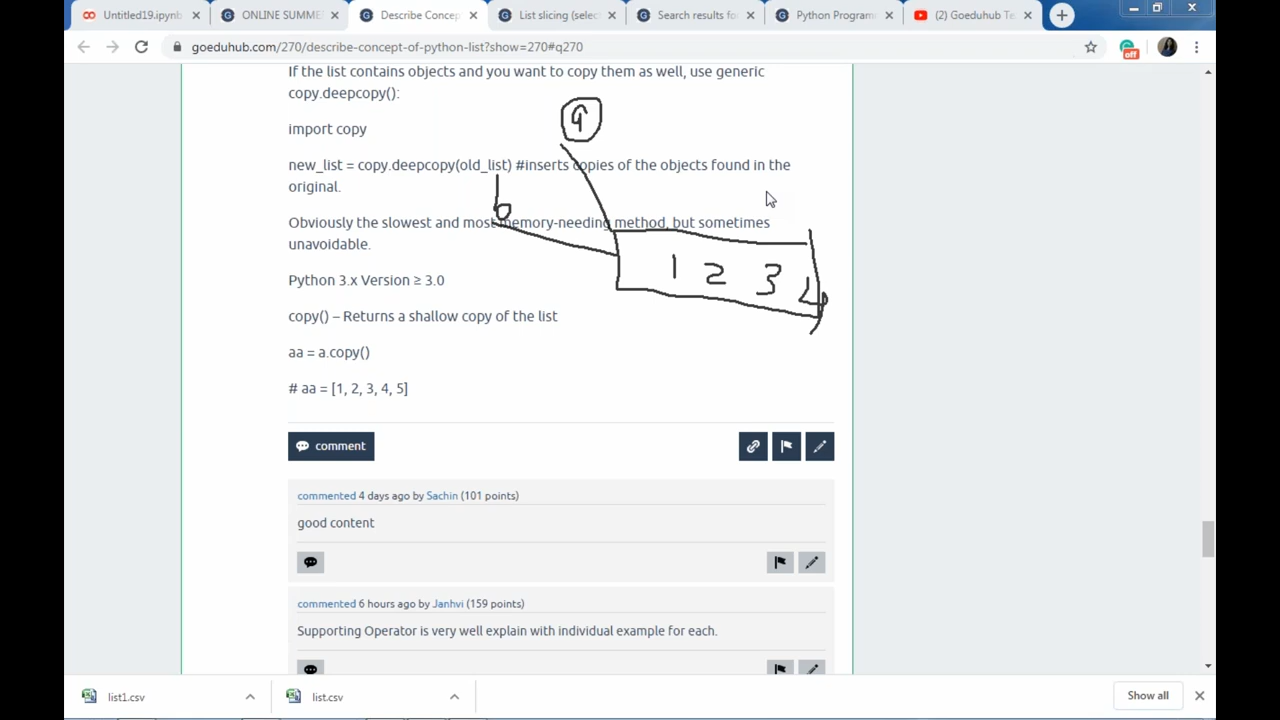 Untitled19.ipynb
ONLINE SUMME
Describe Concep
List slicing (selec
Search results fo
Python Programi
(2) Goeduhub Te
goeduhub.com/270/describe-concept-of-python-list?show=270#q270
off
If the list contains objects and you want to copy them as well, use generic
copy.deepcopy():
a
import copy
new_list = copy.deepcopy(old_list) #inserts copies of the objects found in the
original.
b
Obviously the slowest and most memory-needing method, but sometimes
unavoidable.
1 2 3 4
Python 3.x Version ≥ 3.0
copy() – Returns a shallow copy of the list
aa = a.copy()
# aa = [1, 2, 3, 4, 5]
comment
commented 4 days ago by Sachin (101 points)
good content
commented 6 hours ago by Janhvi (159 points)
Supporting Operator is very well explain with individual example for each.
list1.csv
list.csv
Show all